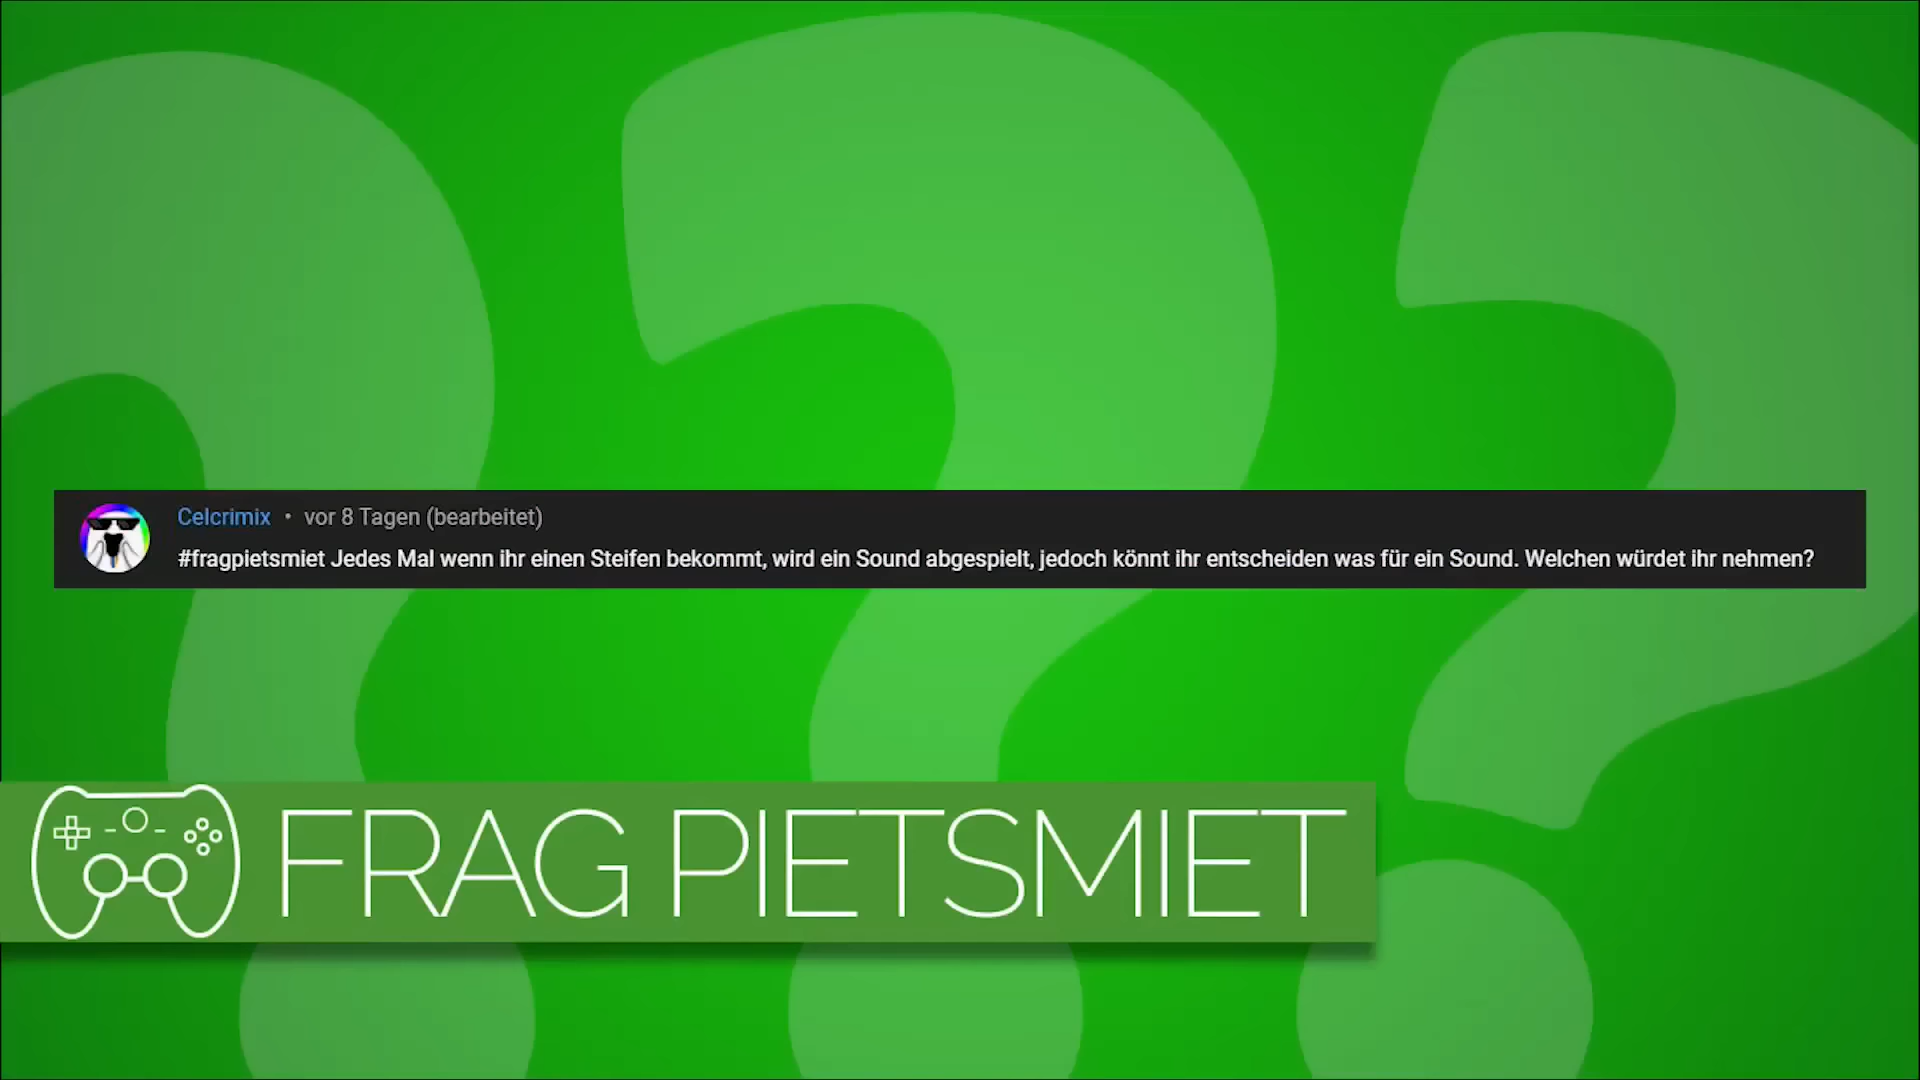 Celcrimix • vor 8 Tagen (bearbeitet)
#fragpietsmiet Jedes Mal wenn ihr einen Steifen bekommt, wird ein Sound abgespielt, jedoch könnt ihr entscheiden was für ein Sound. Welchen würdet ihr nehmen?
FRAG PIETSMIET